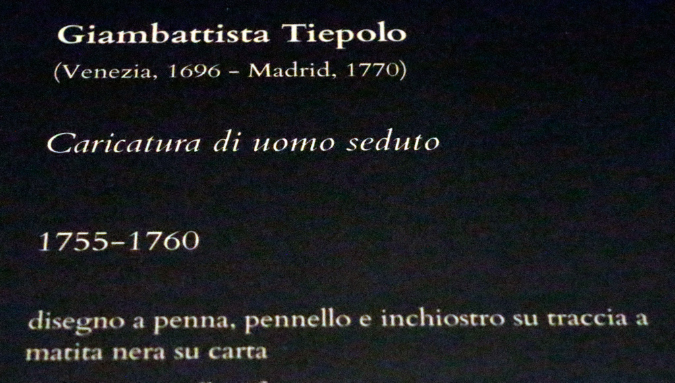 Giambattista Tiepolo
(Venezia, 1696 – Madrid, 1770)
Caricatura di uomo seduto
1755–1760
disegno a penna, pennello e inchiostro su traccia a
matita nera su carta